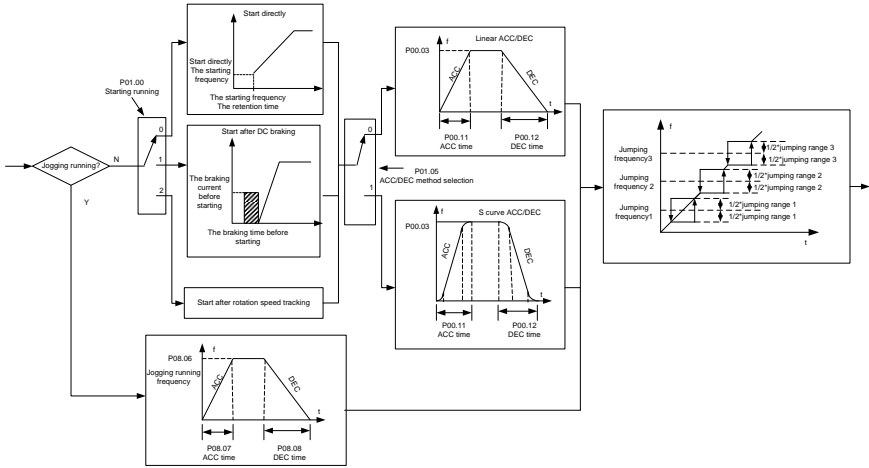 Start directly
f
Start directly
The starting
frequency
t
The starting frequency
The retention time
P01.00
Starting running
0
1
2
Jogging running?
N
Y
Start after DC braking
f
The braking
current
before
starting
t
The braking time before
starting
Start after rotation speed tracking
0
1
P01.05
ACC/DEC method selection
Linear ACC/DEC
f
P00.03
ACC
DEC
t
P00.11
ACC time
P00.12
DEC time
S curve ACC/DEC
f
P00.03
ACC
DEC
t
P00.11
ACC time
P00.12
DEC time
P08.06
Jogging running
frequency
f
ACC
DEC
t
P08.07
ACC time
P08.08
DEC time
f
Jumping
frequency3
Jumping
frequency 2
Jumping
frequency1
1/2*jumping range 3
1/2*jumping range 3
1/2*jumping range 2
1/2*jumping range 2
1/2*jumping range 1
1/2*jumping range 1
t